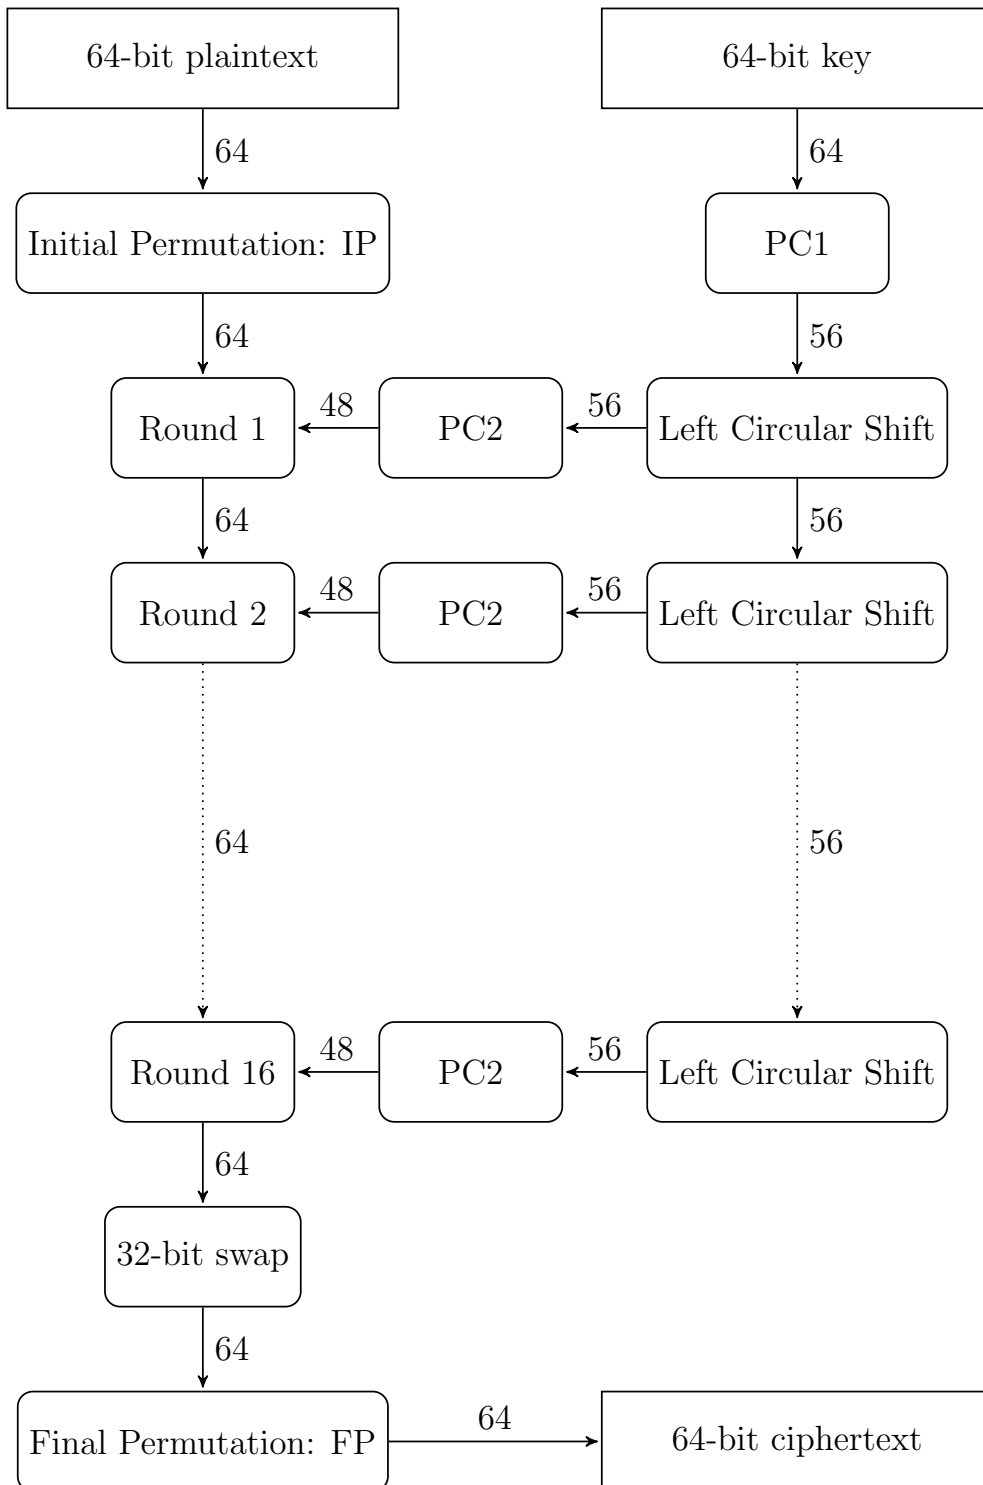 64-bit plaintext
64-bit key
64
64
Initial Permutation: IP
PC1
64
56
Round 1
48
PC2
56
Left Circular Shift
64
56
Round 2
48
PC2
56
Left Circular Shift
64
56
Round 16
48
PC2
56
Left Circular Shift
64
32-bit swap
64
Final Permutation: FP
64
64-bit ciphertext